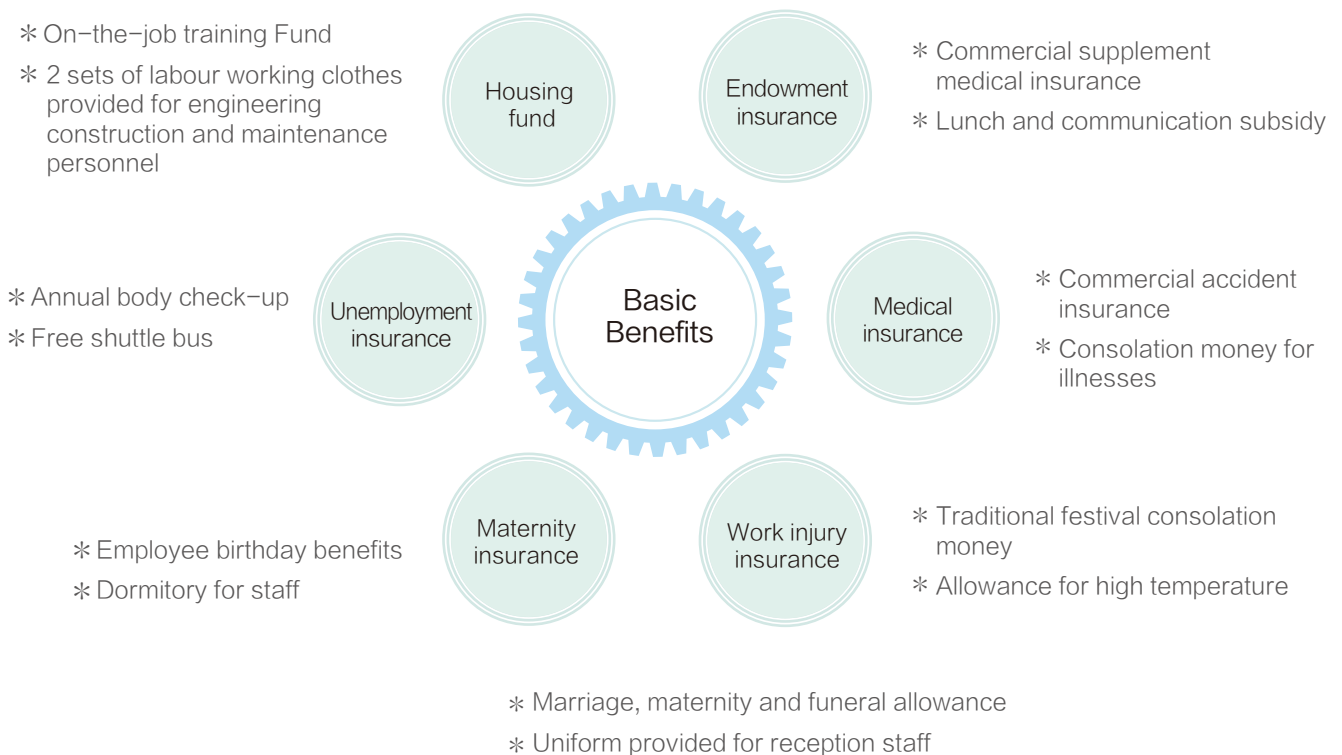 * On-the-job training Fund
* 2 sets of labour working clothes
provided for engineering
construction and maintenance
personnel
Housing
fund
Endowment
insurance
* Commercial supplement
medical insurance
* Lunch and communication subsidy
* Annual body check-up
* Free shuttle bus
Unemployment
insurance
Basic
Benefits
Medical
insurance
* Commercial accident
insurance
* Consolation money for
illnesses
* Employee birthday benefits
* Dormitory for staff
Maternity
insurance
Work injury
insurance
* Traditional festival consolation
money
* Allowance for high temperature
* Marriage, maternity and funeral allowance
* Uniform provided for reception staff